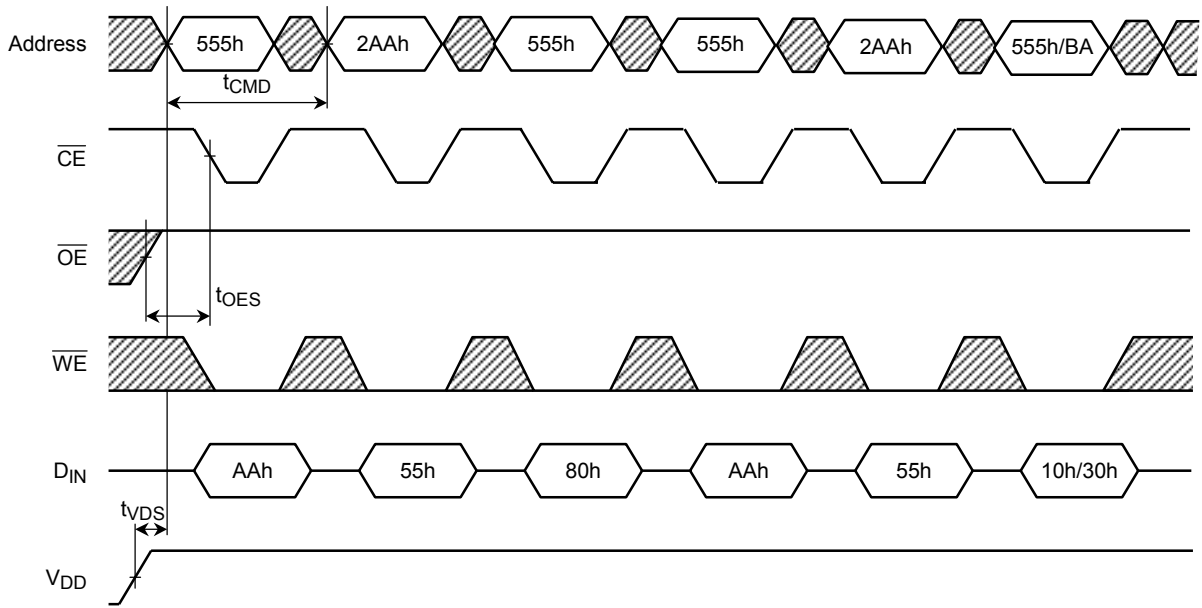 Address 555h 2AAh 555h 555h 2AAh 555h/BA
tCMD
CE
OE
tOES
WE
DIN AAh 55h 80h AAh 55h 10h/30h
tVDS
VDD